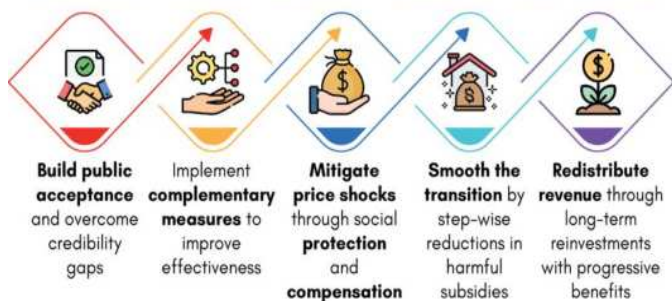 Build public
acceptance
and overcome
credibility
gaps
Implement
complementary
measures to
improve
effectiveness
Mitigate
price shocks
through social
protection
and
compensation
Smooth the
transition by
step-wise
reductions in
harmful
subsidies
Redistribute
revenue through
long-term
reinvestments
with progressive
benefits